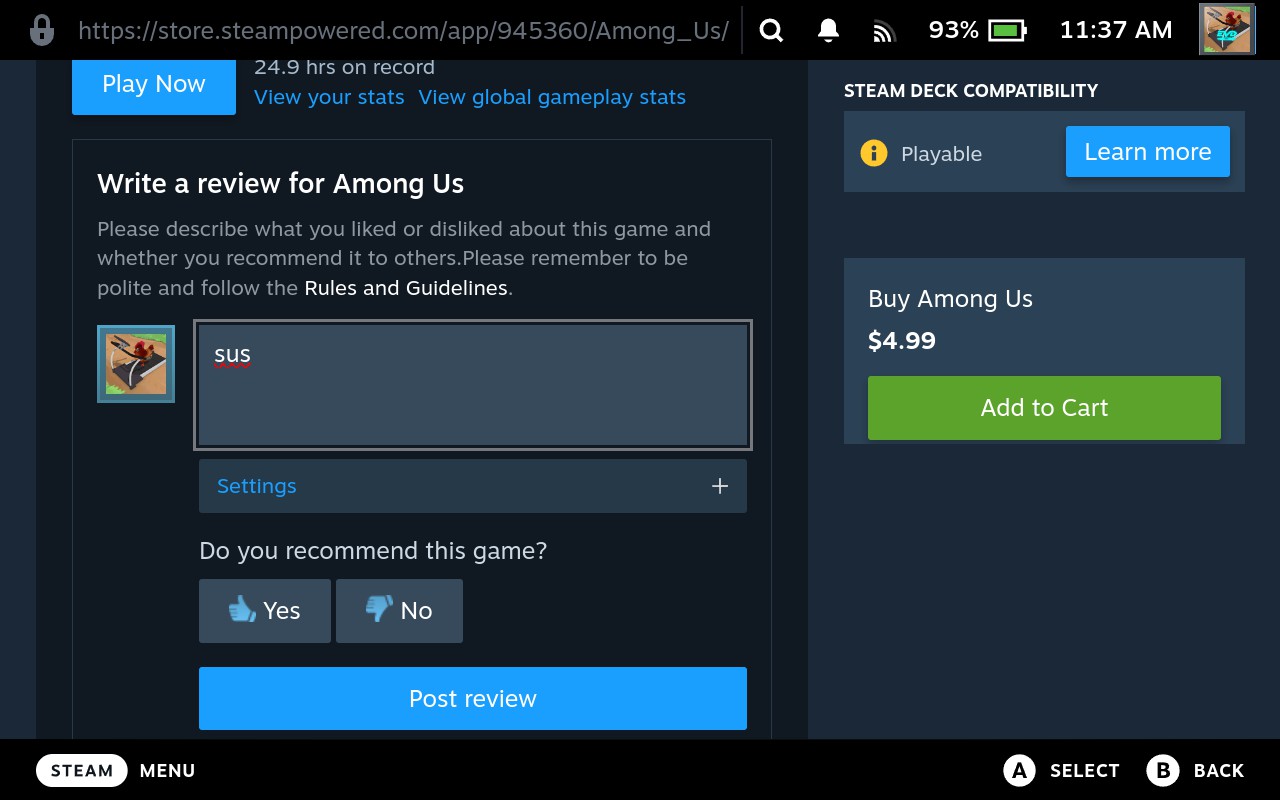 https://store.steampowered.com/app/945360/Among_Us/
93%
11:37 AM
Play Now
24.9 hrs on record
View your stats View global gameplay stats
Write a review for Among Us
Please describe what you liked or disliked about this game and
whether you recommend it to others.Please remember to be
polite and follow the Rules and Guidelines.
sus
Settings +
Do you recommend this game?
Yes No
Post review
STEAM DECK COMPATIBILITY
Playable Learn more
Buy Among Us
$4.99
Add to Cart
STEAM MENU
A SELECT B BACK